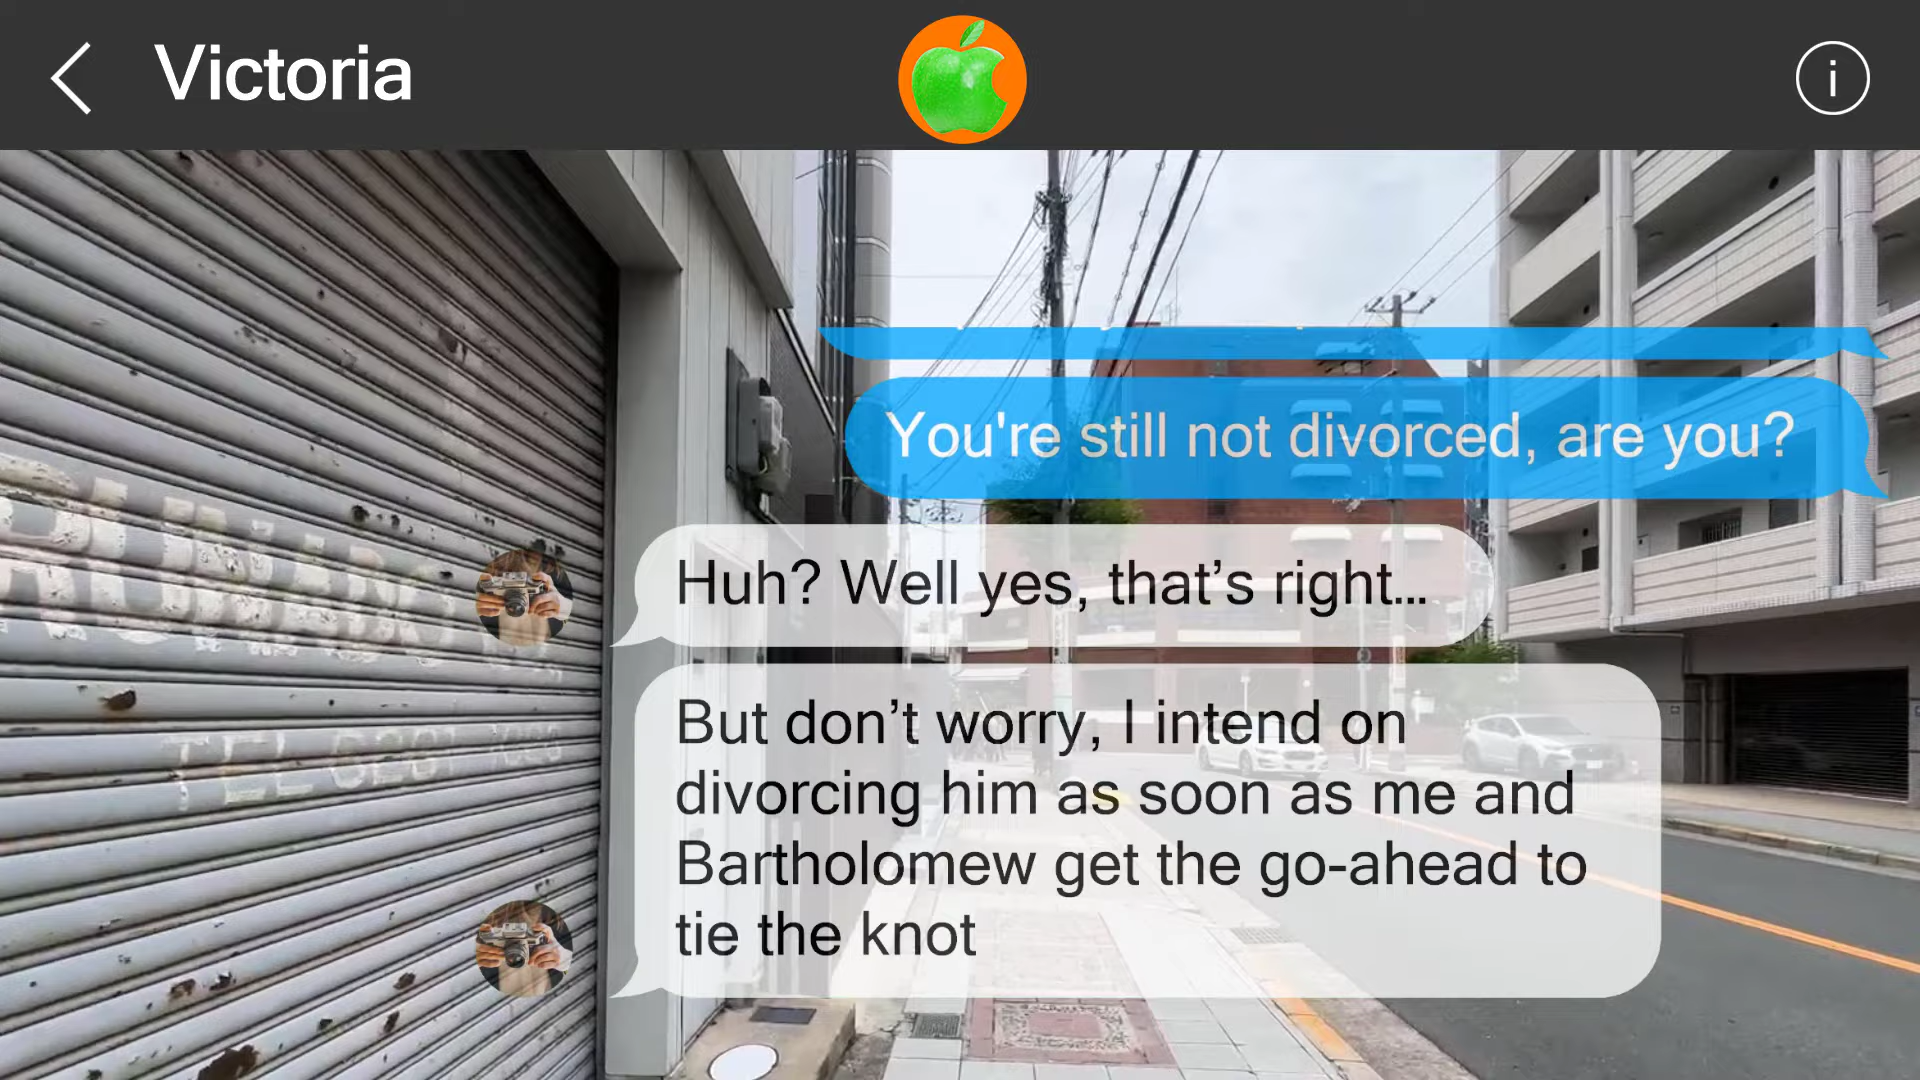 Victoria
You're still not divorced, are you?
Huh? Well yes, that’s right...
But don’t worry, I intend on
divorcing him as soon as me and
Bartholomew get the go-ahead to
tie the knot